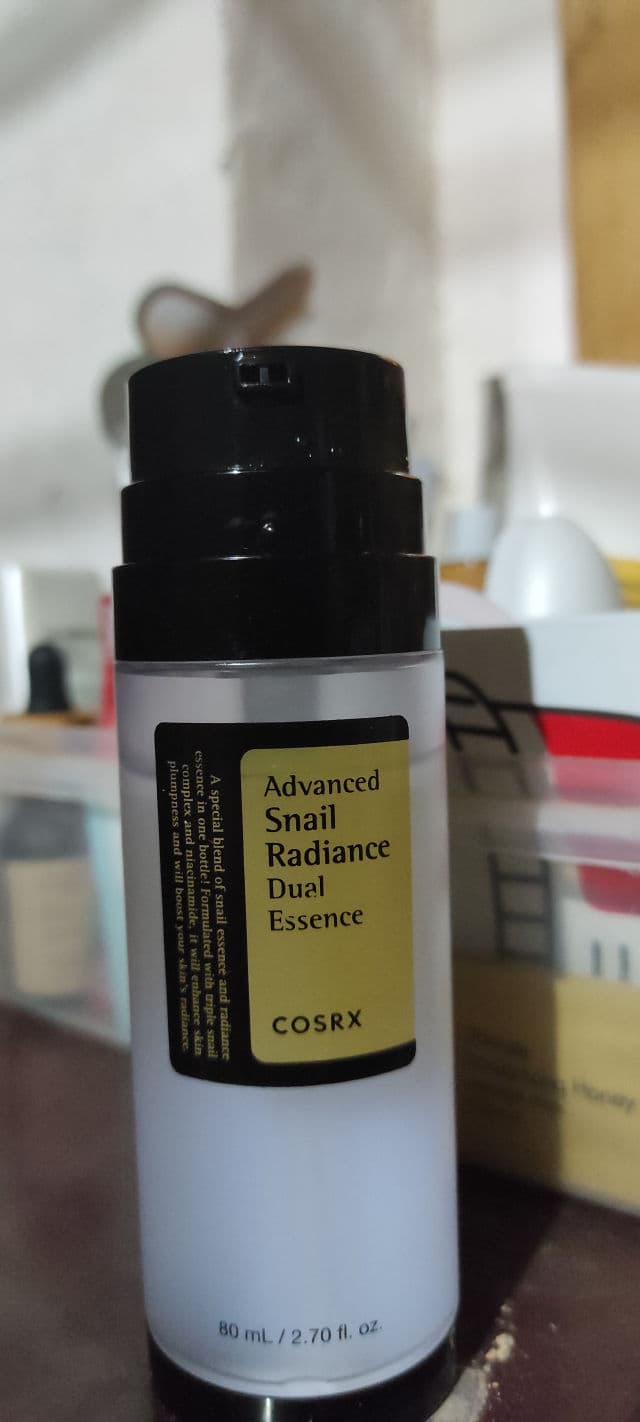 Advanced
Snail
Radiance
Dual
Essence
COSRX
A special blend of snail essence and radiance
essence in one bottle! Formulated with triple snail
complex and niacinamide, it will enhance skin
plumpness and will boost your skin's radiance.
80 mL / 2.70 fl. oz.
Honey